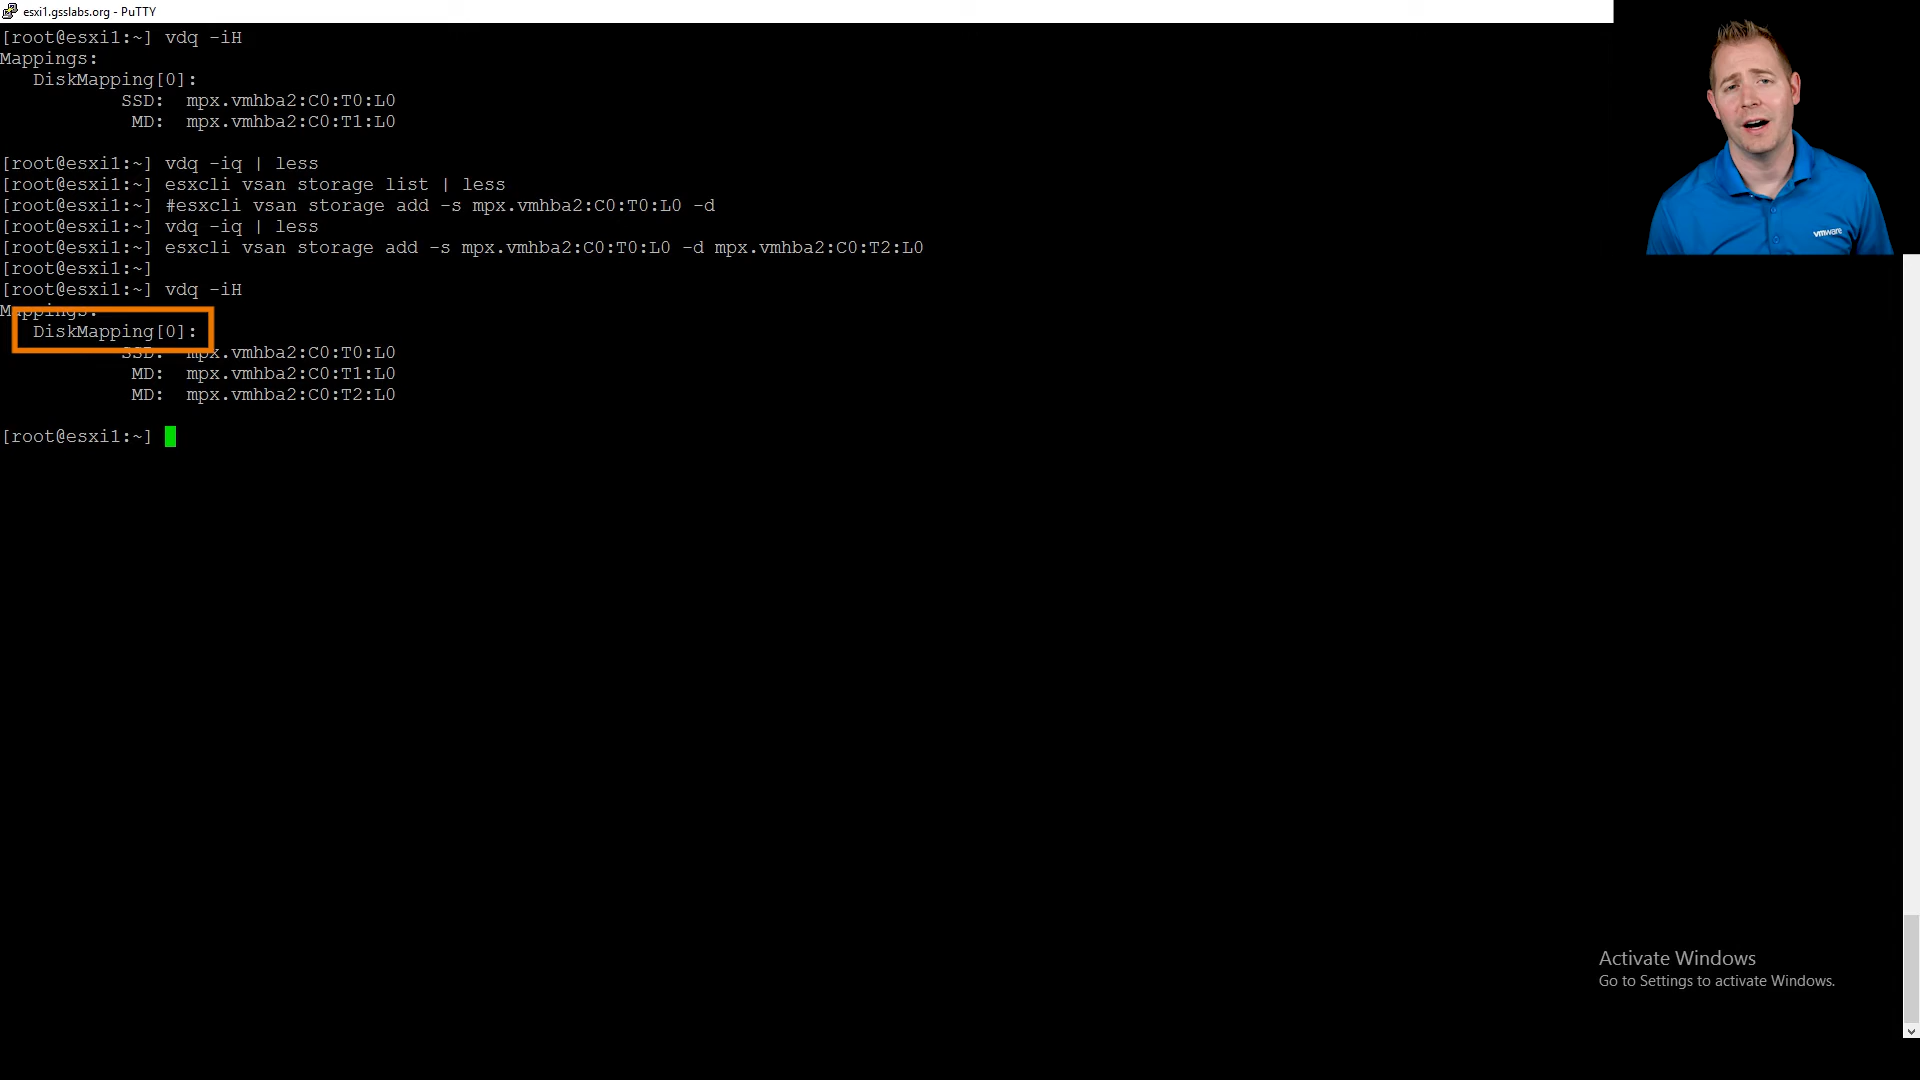 esxi1.gsslabs.org - PuTTY
[root@esxi1:~] vdq -iH
Mappings:
DiskMapping[0]:
SSD: mpx.vmhba2:C0:T0:L0
MD: mpx.vmhba2:C0:T1:L0
[root@esxi1:~] vdq -iq | less
[root@esxi1:~] esxcli vsan storage list | less
[root@esxi1:~] #esxcli vsan storage add -s mpx.vmhba2:C0:T0:L0 -d
[root@esxi1:~] vdq -iq | less
[root@esxi1:~] esxcli vsan storage add -s mpx.vmhba2:C0:T0:L0 -d mpx.vmhba2:C0:T2:L0
[root@esxi1:~]
[root@esxi1:~] vdq -iH
Mappings:
DiskMapping[0]:
SSD: mpx.vmhba2:C0:T0:L0
MD: mpx.vmhba2:C0:T1:L0
MD: mpx.vmhba2:C0:T2:L0
[root@esxi1:~]
vmware
Activate Windows
Go to Settings to activate Windows.